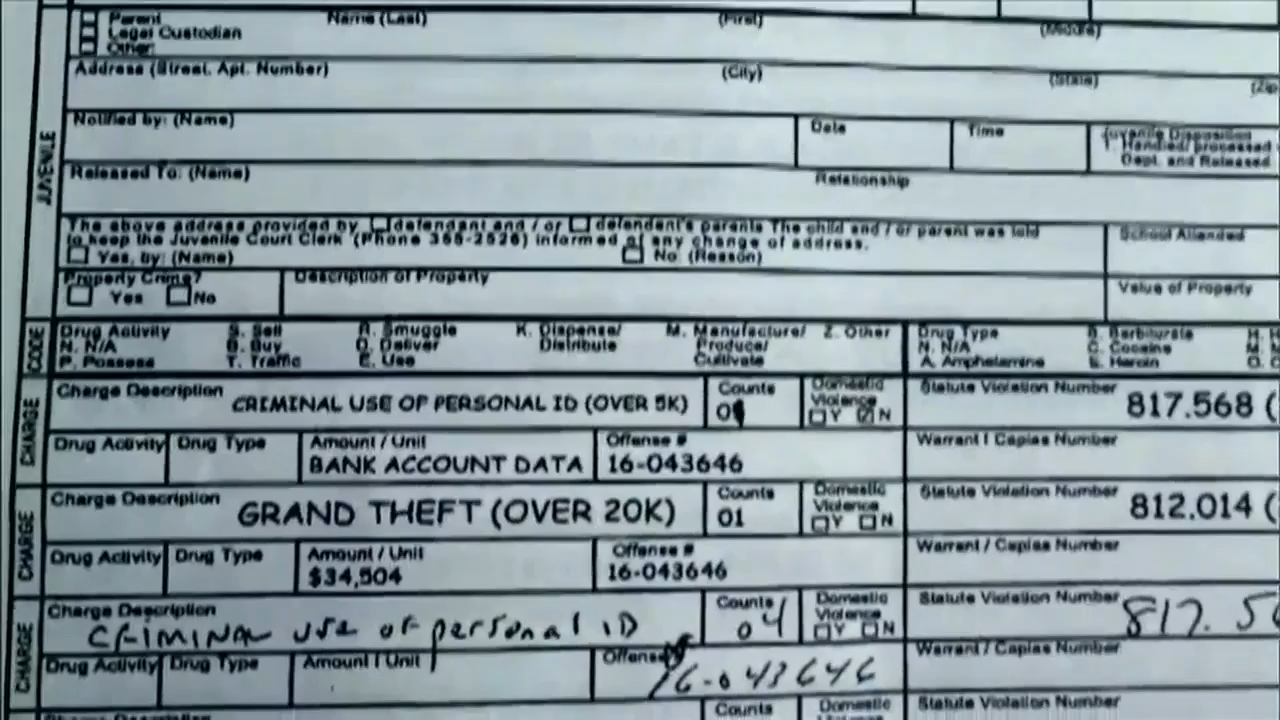 Parent Name (Last) (First) (Middle)
Legal Custodian
Other:
Address (Street, Apt. Number) (City) (State) (Zip
Notified by: (Name) Date Time Juvenile Disposition
1. Handled/processed
Dept. and Released
JUVENILE
Released To: (Name) Relationship
The above address provided by defendant and / or defendant's parents The child and / or parent was told
to keep the Juvenile Court Clerk (Phone 355-2526) informed of any change of address. School Attended
Yes, by: (Name) No (Reason)
Property Crime? Description of Property Value of Property
Yes No
CODE
Drug Activity S. Sell R. Smuggle K. Dispense/ M. Manufacture/ Z. Other Drug Type B. Barbiturate H.
N. N/A B. Buy D. Deliver Distribute Produce/ N. N/A C. Cocaine M.
P. Possess T. Traffic E. Use Cultivate A. Amphetamine E. Heroin O.
CHARGE
Charge Description CRIMINAL USE OF PERSONAL ID (OVER 5K) Counts Domestic Violence Y N Statute Violation Number 817.568 (
Drug Activity Drug Type Amount / Unit BANK ACCOUNT DATA Offense # 16-043646 Warrant / Capias Number
CHARGE
Charge Description GRAND THEFT (OVER 20K) Counts 01 Domestic Violence Y N Statute Violation Number 812.014 (
Drug Activity Drug Type Amount / Unit $34,504 Offense # 16-043646 Warrant / Capias Number
CHARGE
Charge Description CRIMINAL USE OF PERSONAL ID Counts 04 Domestic Violence Y N Statute Violation Number 817.56
Drug Activity Drug Type Amount / Unit Offense 16-043646 Warrant / Capias Number
Charge Description Counts Domestic Violence Statute Violation Number